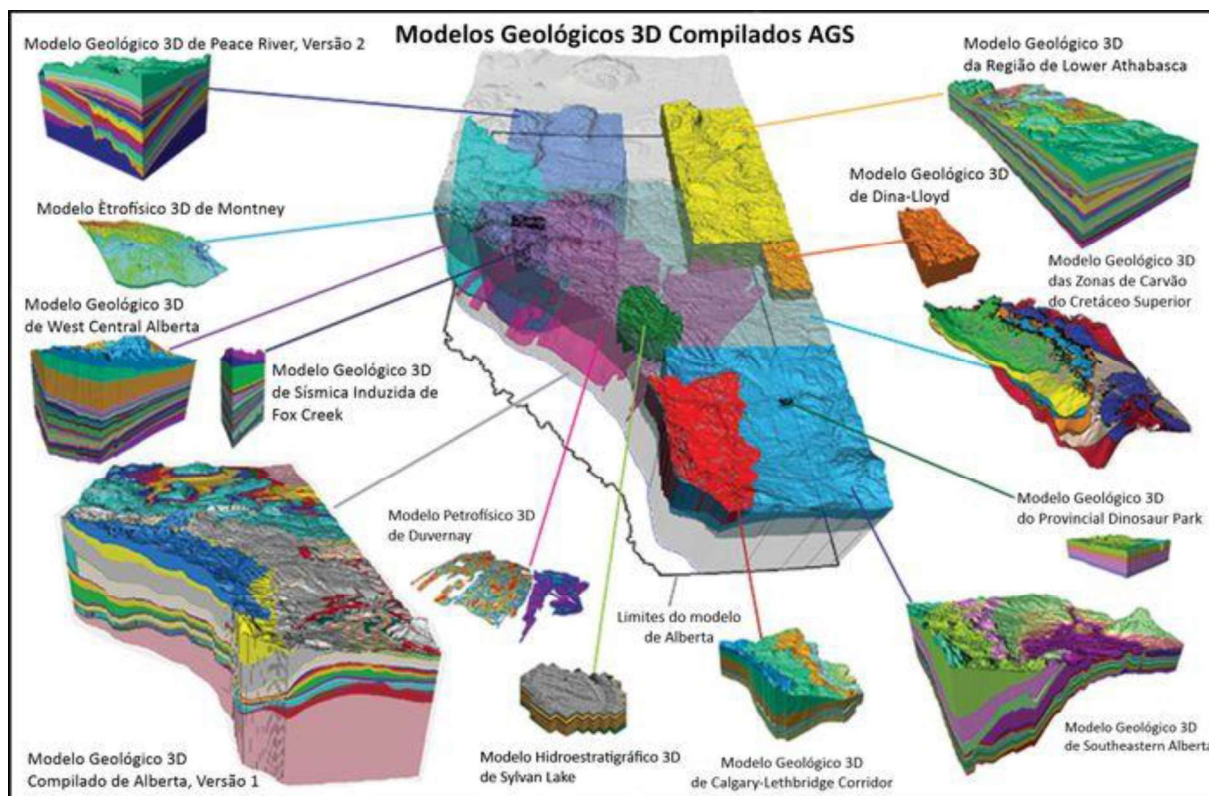 Modelos Geológicos 3D Compilados AGS
Modelo Geológico 3D de Peace River, Versão 2
Modelo Geológico 3D
da Região de Lower Athabasca
Modelo Geológico 3D
de Dina-Lloyd
Modelo Ètrofísico 3D de Montney
Modelo Geológico 3D
das Zonas de Carvão
do Cretáceo Superior
Modelo Geológico 3D
de West Central Alberta
Modelo Geológico 3D
de Sísmica Induzida de
Fox Creek
Modelo Geológico 3D
do Provincial Dinosaur Park
Modelo Petrofísico 3D
de Duvernay
Limites do modelo
de Alberta
Modelo Geológico 3D
de Southeastern Alberta
Modelo Geológico 3D
Compilado de Alberta, Versão 1
Modelo Hidroestratigráfico 3D
de Sylvan Lake
Modelo Geológico 3D
de Calgary-Lethbridge Corridor